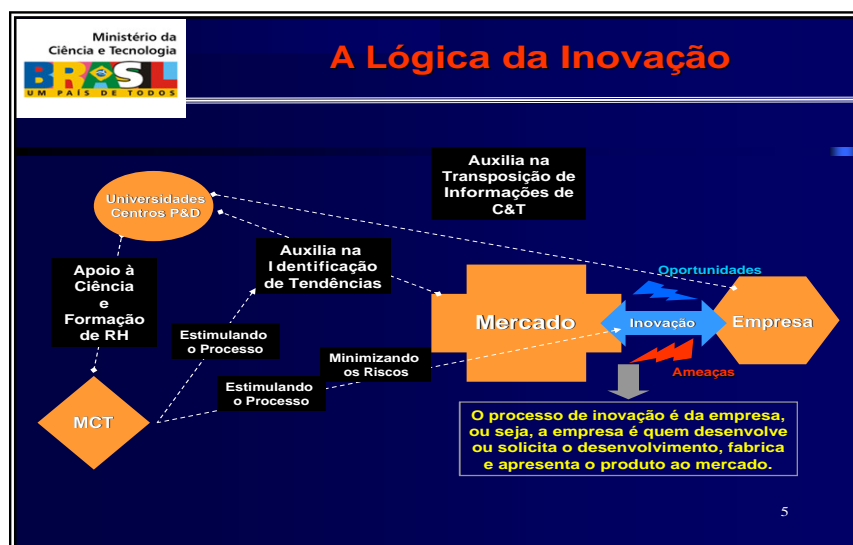 Ministério da
Ciência e Tecnologia
BRASIL
UM PAÍS DE TODOS
A Lógica da Inovação
Auxilia na
Transposição de
Informações de
C&T
Universidades
Centros P&D
Auxilia na
I dentificação
de Tendências
Apoio à
Ciência
e
Formação
de RH
Oportunidades
Mercado
Inovação
Empresa
Estimulando
o Processo
Minimizando
os Riscos
Ameaças
Estimulando
o Processo
MCT
O processo de inovação é da empresa,
ou seja, a empresa é quem desenvolve
ou solicita o desenvolvimento, fabrica
e apresenta o produto ao mercado.
5